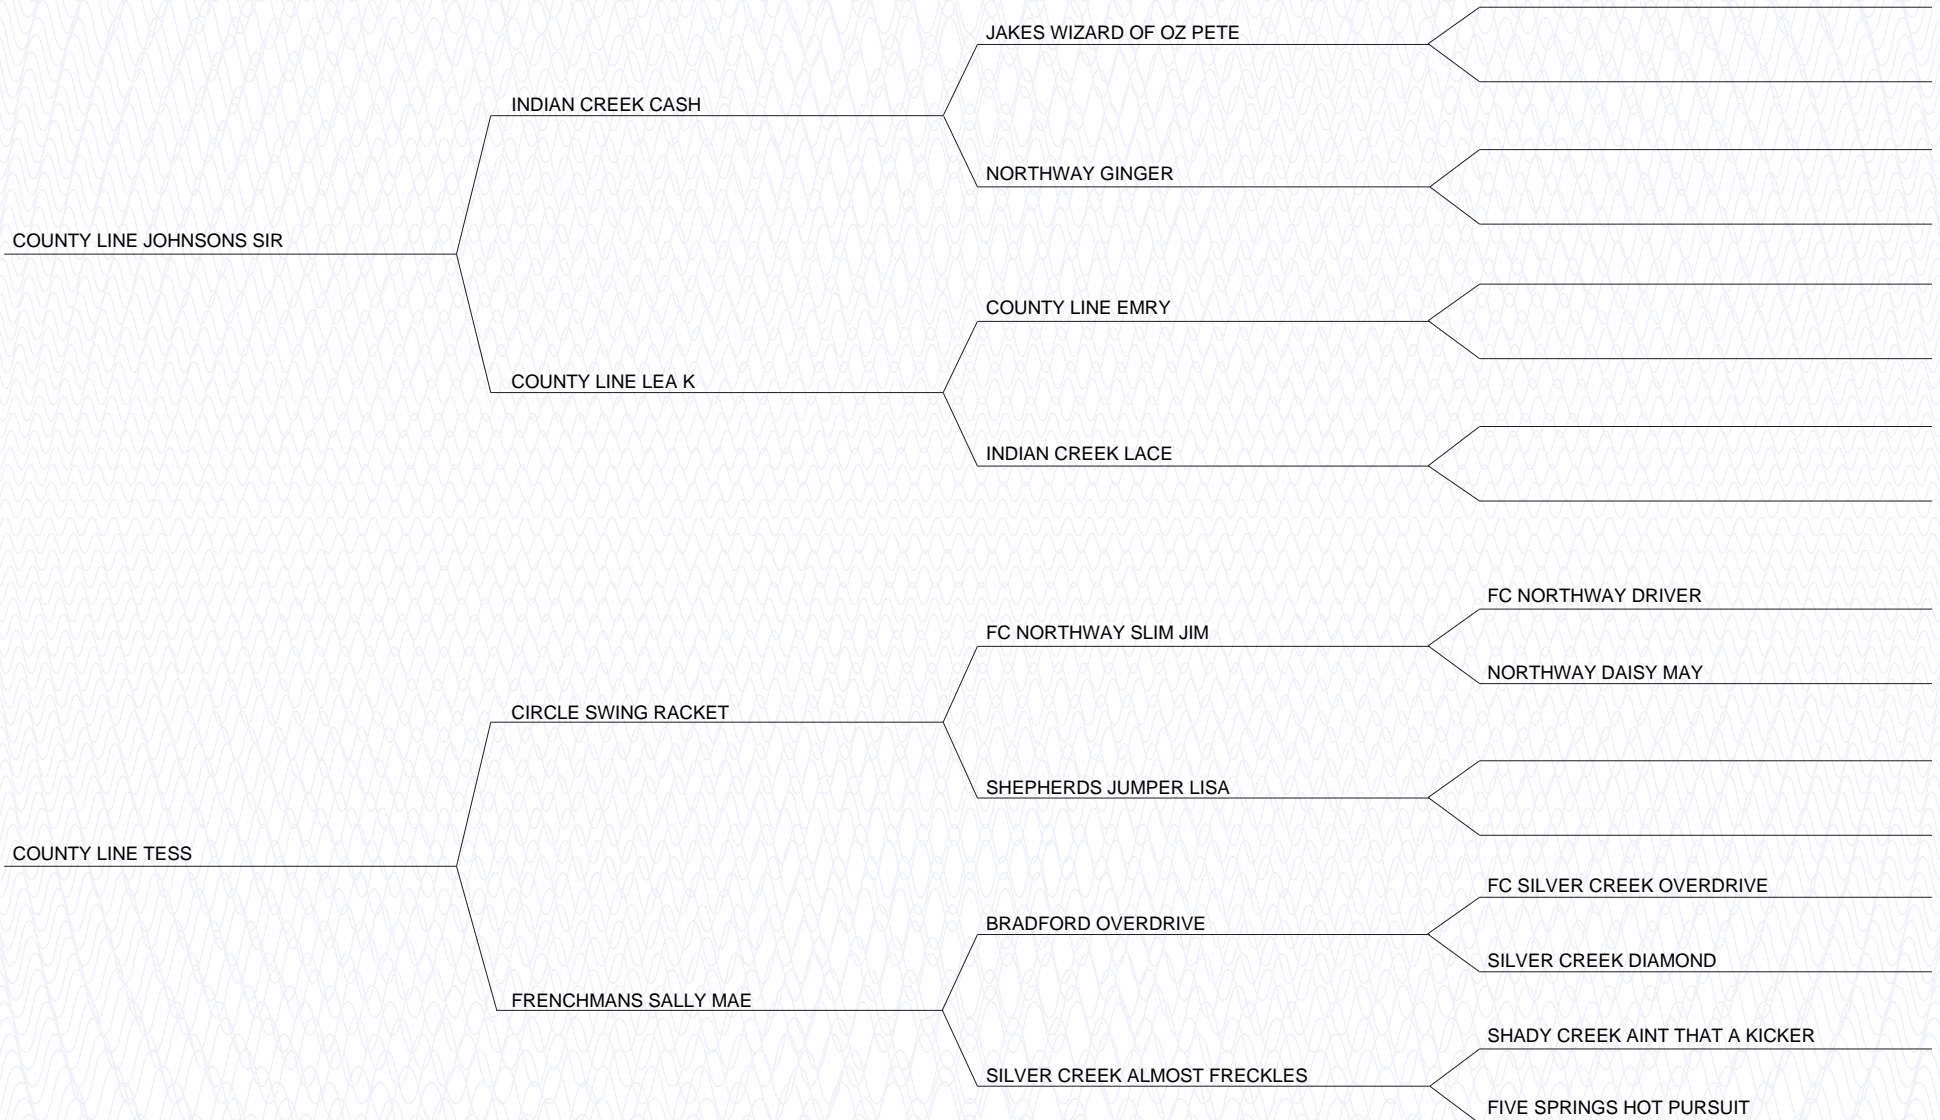 JAKES WIZARD OF OZ PETE
INDIAN CREEK CASH
NORTHWAY GINGER
COUNTY LINE JOHNSONS SIR
COUNTY LINE EMRY
COUNTY LINE LEA K
INDIAN CREEK LACE
FC NORTHWAY DRIVER
FC NORTHWAY SLIM JIM
NORTHWAY DAISY MAY
CIRCLE SWING RACKET
SHEPHERDS JUMPER LISA
COUNTY LINE TESS
FC SILVER CREEK OVERDRIVE
BRADFORD OVERDRIVE
SILVER CREEK DIAMOND
FRENCHMANS SALLY MAE
SHADY CREEK AINT THAT A KICKER
SILVER CREEK ALMOST FRECKLES
FIVE SPRINGS HOT PURSUIT